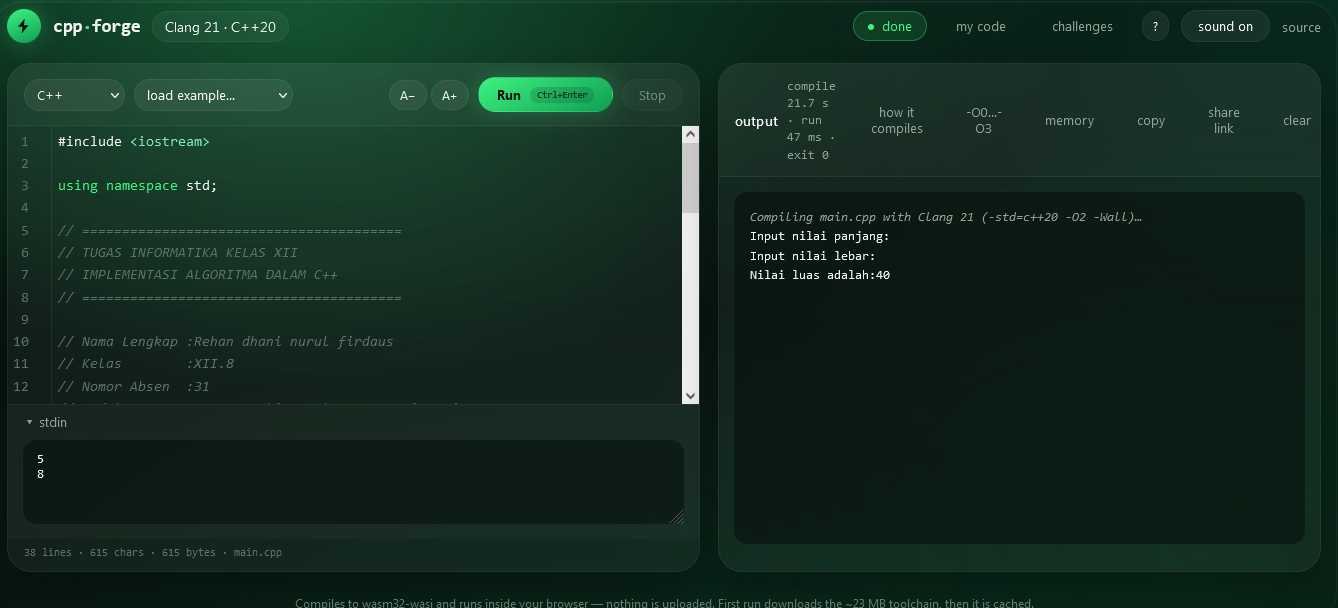 cpp·forge
Clang 21 · C++20
done
my code
challenges
?
sound on
source
C++
load example...
A−
A+
Run Ctrl+Enter
Stop
1 #include <iostream>
2
3 using namespace std;
4
5 // ========================================
6 // TUGAS INFORMATIKA KELAS XII
7 // IMPLEMENTASI ALGORITMA DALAM C++
8 // ========================================
9
10 // Nama Lengkap :Rehan dhani nurul firdaus
11 // Kelas        :XII.8
12 // Nomor Absen  :31
▾ stdin
5
8
38 lines · 615 chars · 615 bytes · main.cpp
output
compile
21.7 s
· run
47 ms ·
exit 0
how it
compiles
-O0…-
O3
memory
copy
share
link
clear
Compiling main.cpp with Clang 21 (-std=c++20 -O2 -Wall)…
Input nilai panjang:
Input nilai lebar:
Nilai luas adalah:40
Compiles to wasm32-wasi and runs inside your browser — nothing is uploaded. First run downloads the ~23 MB toolchain, then it is cached.